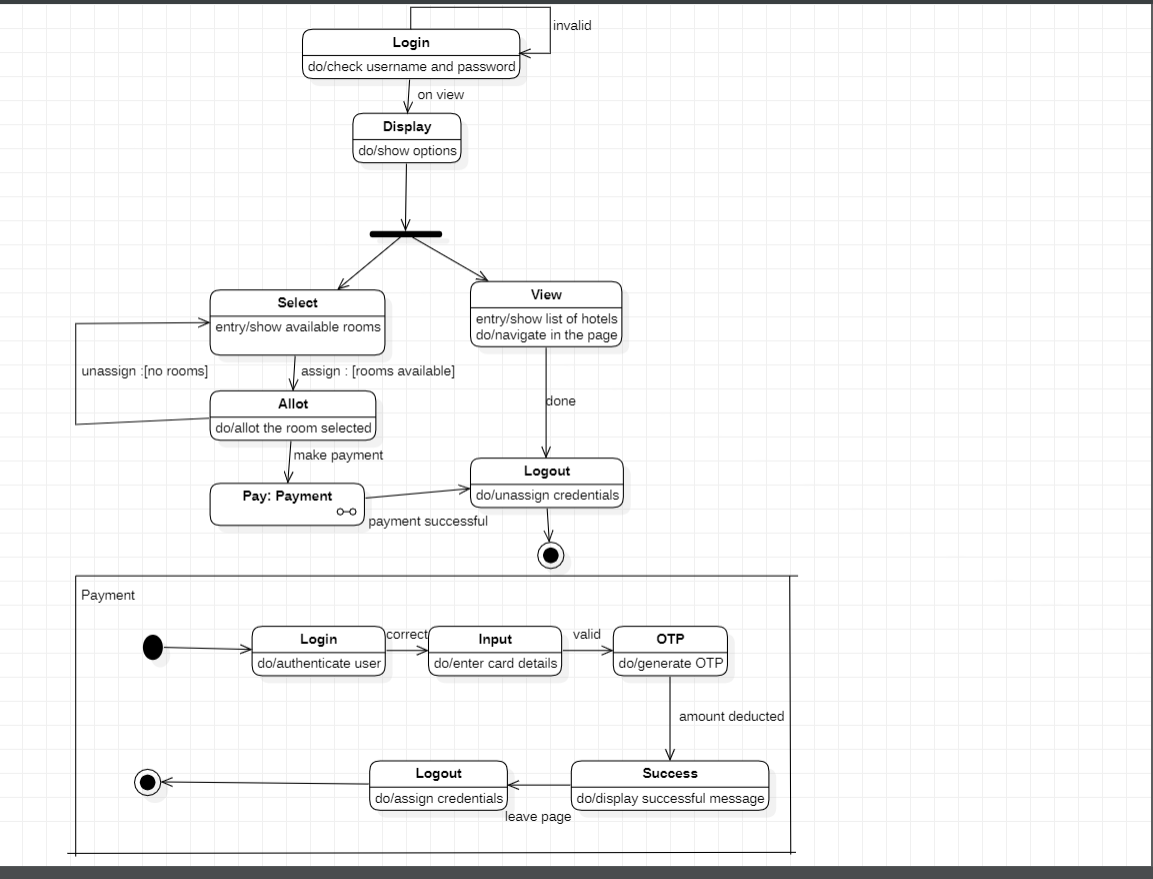 invalid
Login
do/check username and password
on view
Display
do/show options
Select
entry/show available rooms
View
entry/show list of hotels
do/navigate in the page
unassign :[no rooms]
assign : [rooms available]
Allot
do/allot the room selected
done
make payment
Pay: Payment
payment successful
Logout
do/unassign credentials
Payment
Login
do/authenticate user
correct
Input
do/enter card details
valid
OTP
do/generate OTP
amount deducted
Logout
do/assign credentials
leave page
Success
do/display successful message